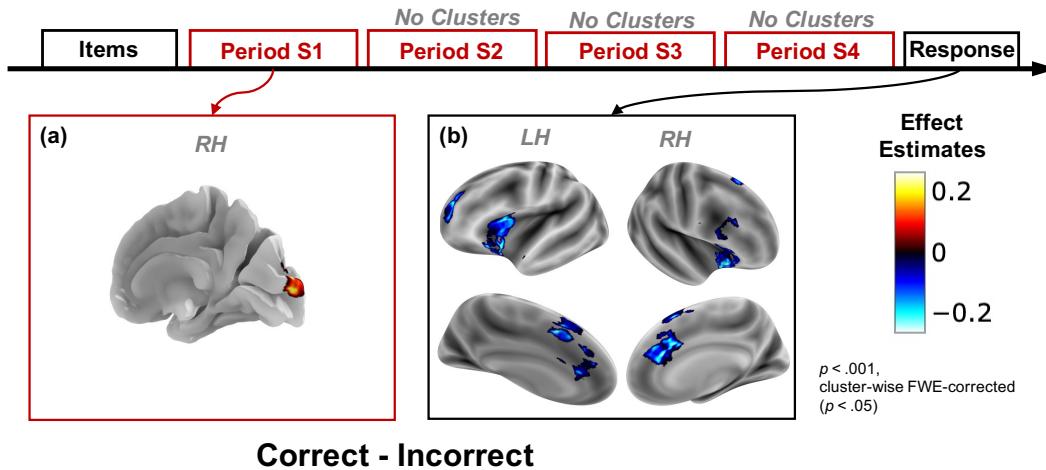 No Clusters No Clusters No Clusters
Items Period S1 Period S2 Period S3 Period S4 Response
(a) RH
(b) LH RH
Effect
Estimates
0.2
0
−0.2
p < .001,
cluster-wise FWE-corrected
(p < .05)
Correct - Incorrect